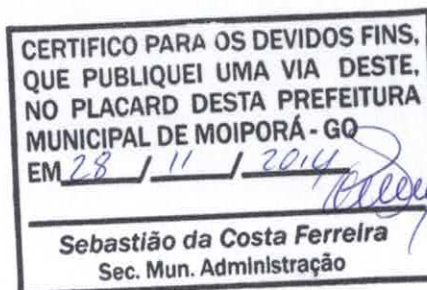 CERTIFICO PARA OS DEVIDOS FINS,
QUE PUBLIQUEI UMA VIA DESTE,
NO PLACARD DESTA PREFEITURA
MUNICIPAL DE MOIPORÁ - GO
EM 28 / 11 / 2014
Sebastião da Costa Ferreira
Sec. Mun. Administração